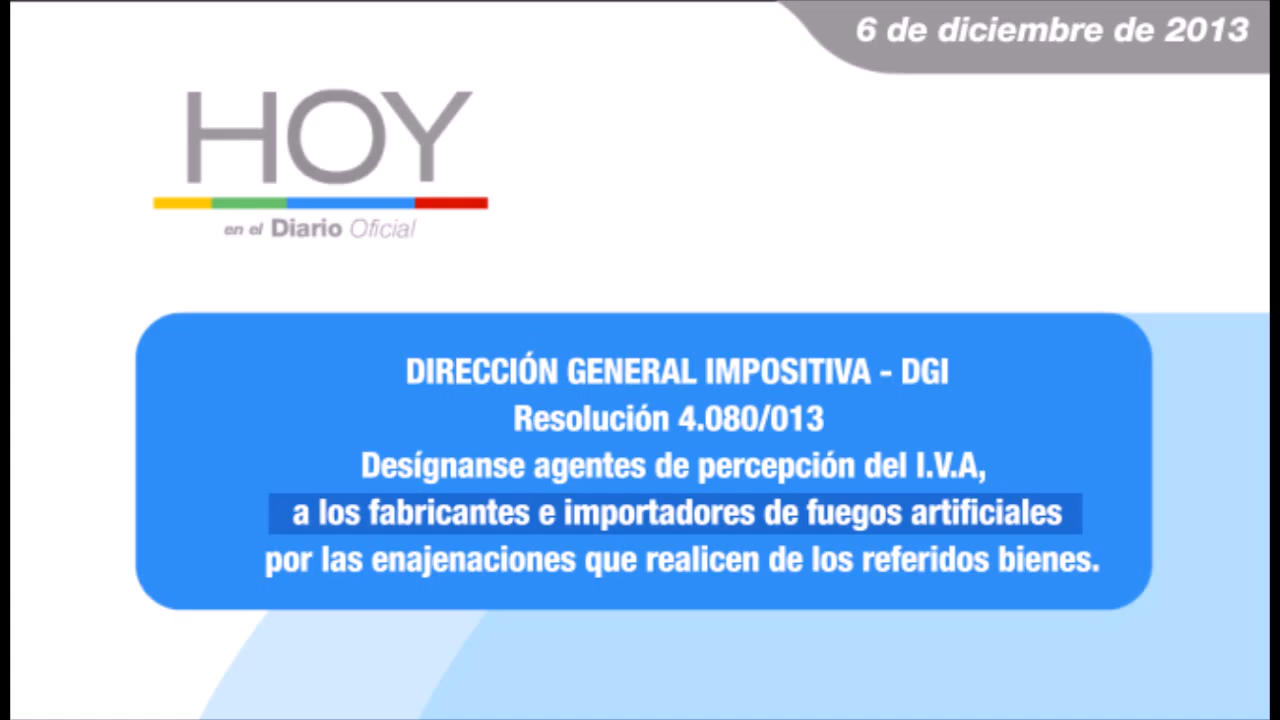 6 de diciembre de 2013
HOY
en el Diario Oficial
DIRECCIÓN GENERAL IMPOSITIVA - DGI
Resolución 4.080/013
Desígnanse agentes de percepción del I.V.A,
a los fabricantes e importadores de fuegos artificiales
por las enajenaciones que realicen de los referidos bienes.